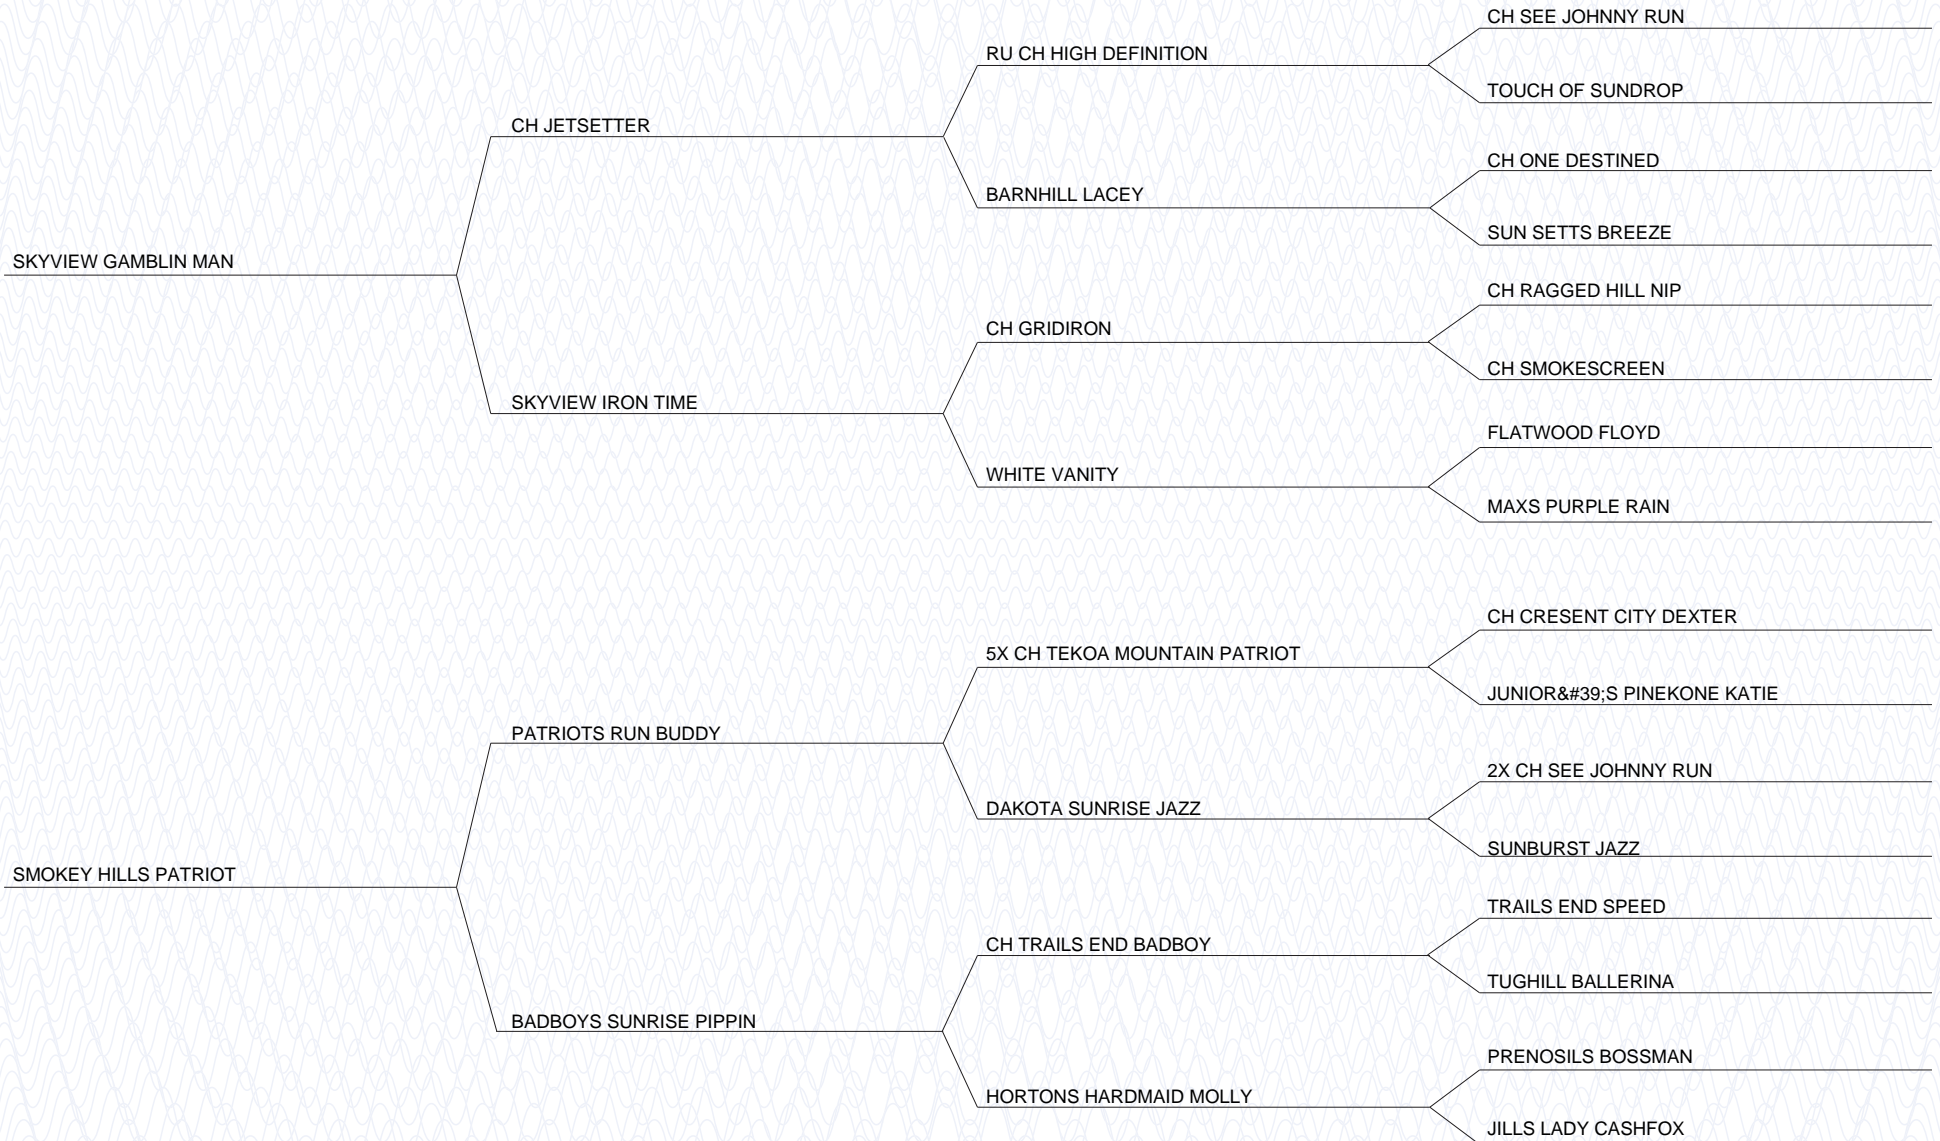 CH SEE JOHNNY RUN
RU CH HIGH DEFINITION
TOUCH OF SUNDROP
CH JETSETTER
CH ONE DESTINED
BARNHILL LACEY
SUN SETTS BREEZE
SKYVIEW GAMBLIN MAN
CH RAGGED HILL NIP
CH GRIDIRON
CH SMOKESCREEN
SKYVIEW IRON TIME
FLATWOOD FLOYD
WHITE VANITY
MAXS PURPLE RAIN
CH CRESENT CITY DEXTER
5X CH TEKOA MOUNTAIN PATRIOT
JUNIOR&#39;S PINEKONE KATIE
PATRIOTS RUN BUDDY
2X CH SEE JOHNNY RUN
DAKOTA SUNRISE JAZZ
SUNBURST JAZZ
SMOKEY HILLS PATRIOT
TRAILS END SPEED
CH TRAILS END BADBOY
TUGHILL BALLERINA
BADBOYS SUNRISE PIPPIN
PRENOSILS BOSSMAN
HORTONS HARDMAID MOLLY
JILLS LADY CASHFOX